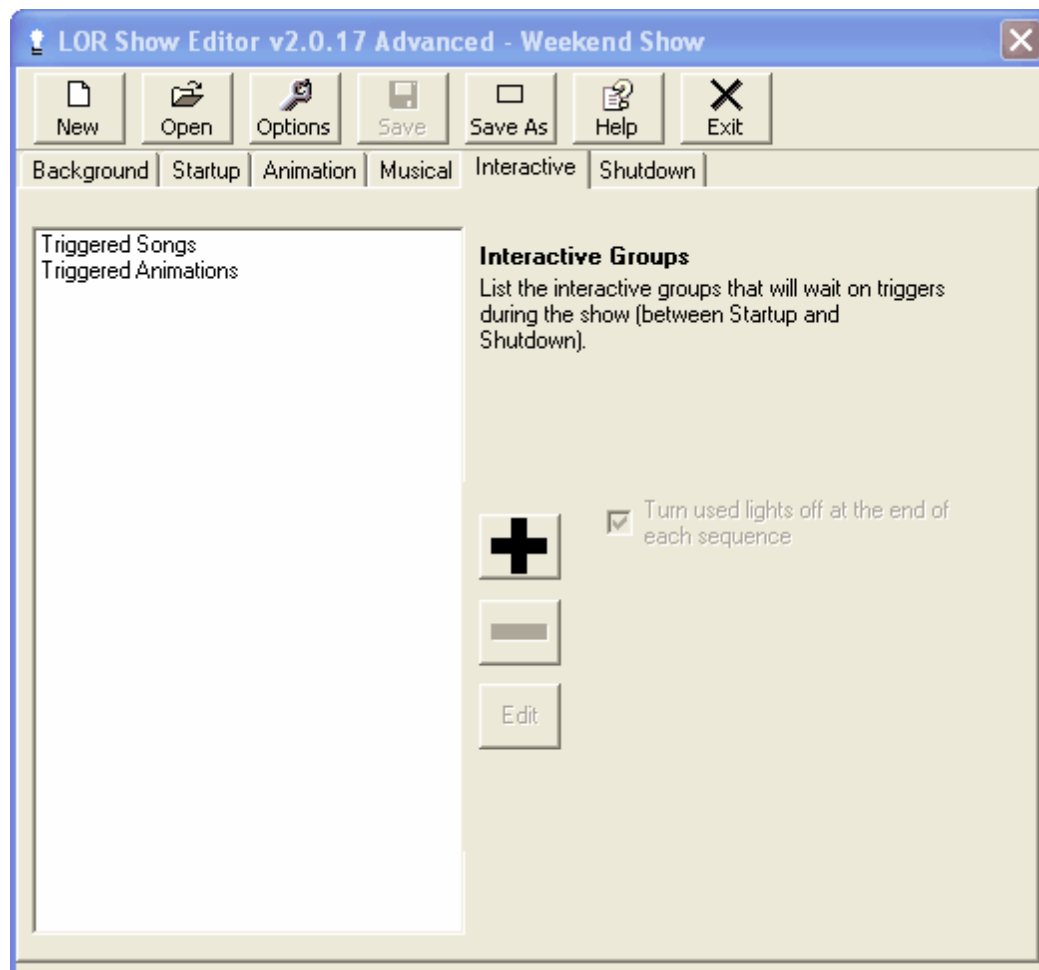 LOR Show Editor v2.0.17 Advanced - Weekend Show
New Open Options Save Save As Help Exit
Background Startup Animation Musical Interactive Shutdown
Triggered Songs
Triggered Animations
Interactive Groups
List the interactive groups that will wait on triggers
during the show (between Startup and
Shutdown).
Turn used lights off at the end of
each sequence
Edit